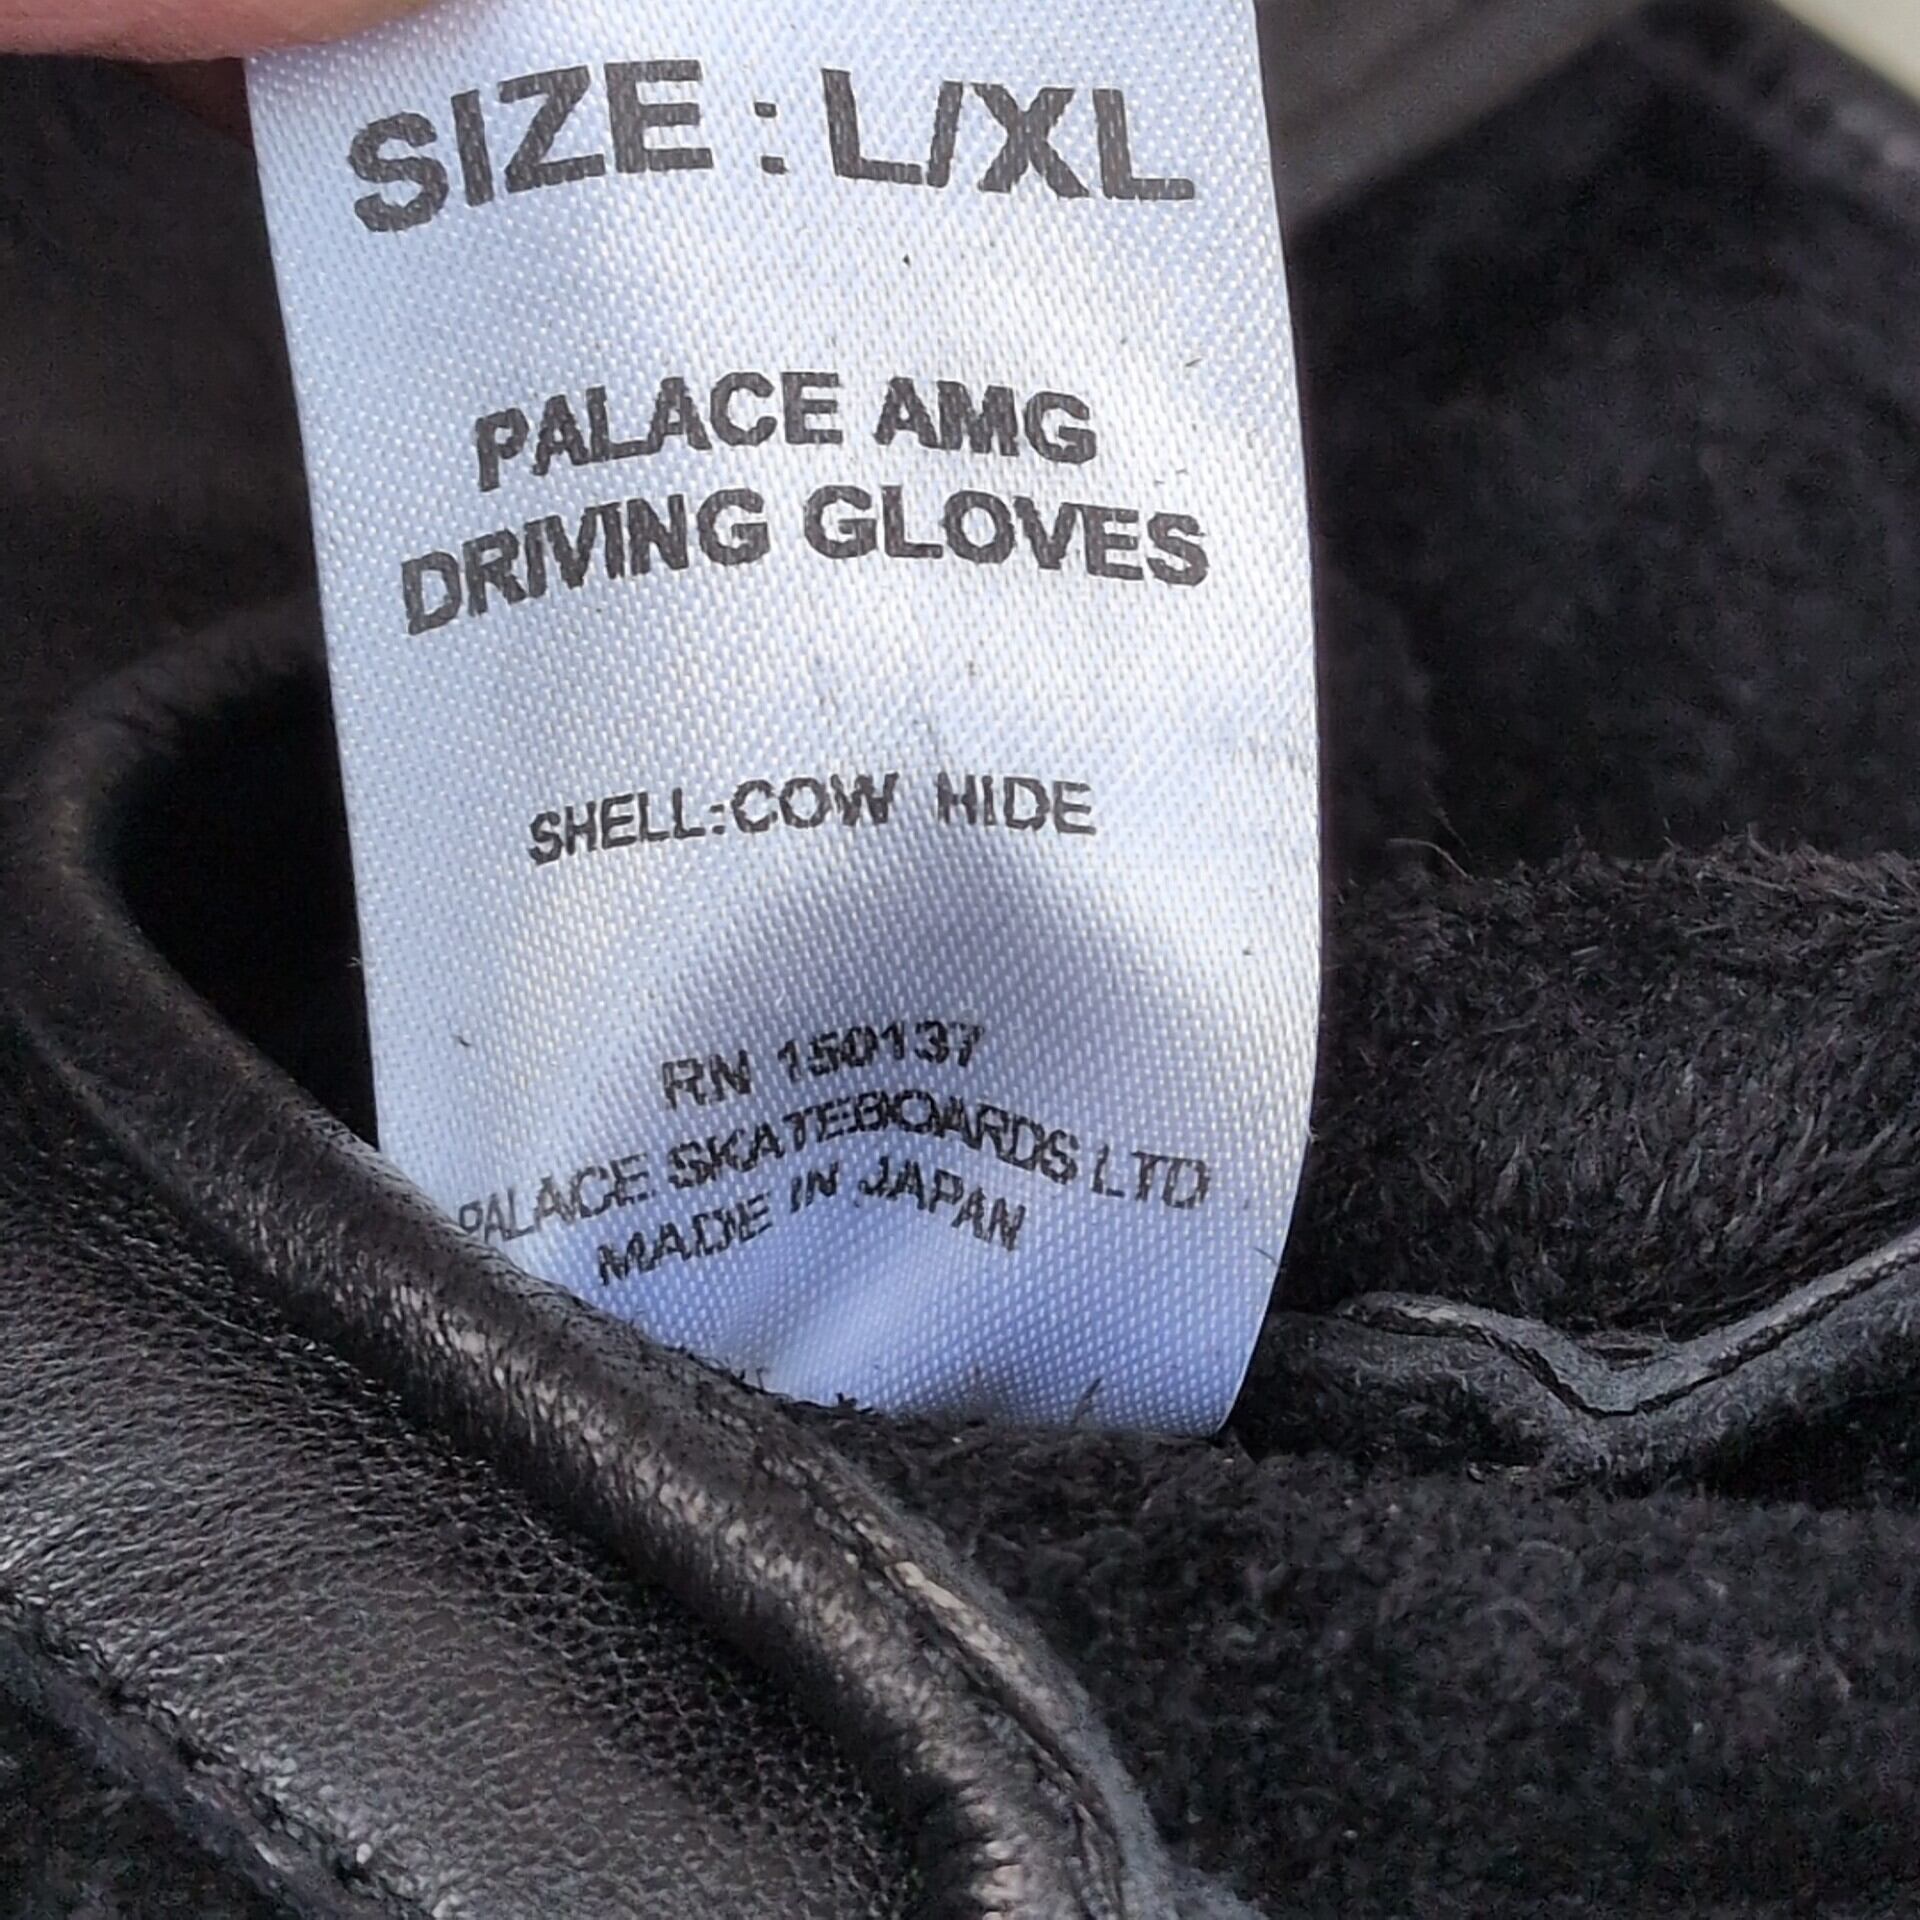 SIZE : L/XL
PALACE AMG
DRIVING GLOVES
SHELL:COW HIDE
RN 150137
PALACE SKATEBOARDS LTD
MADE IN JAPAN